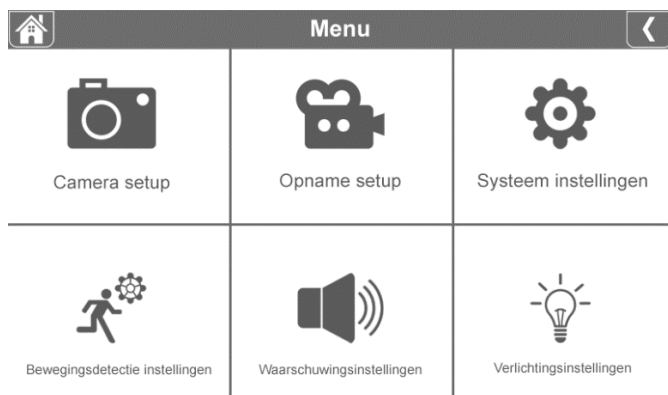 Menu
Camera setup
Opname setup
Systeem instellingen
Bewegingsdetectie instellingen
Waarschuwingsinstellingen
Verlichtingsinstellingen